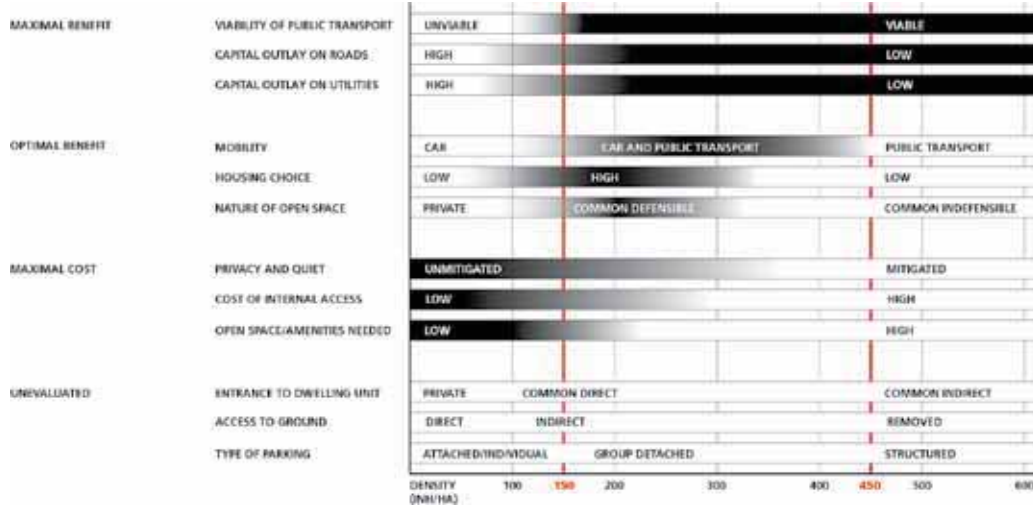 MAXIMAL BENEFIT VIABILITY OF PUBLIC TRANSPORT UNVIABLE VIABLE
CAPITAL OUTLAY ON ROADS HIGH LOW
CAPITAL OUTLAY ON UTILITIES HIGH LOW
OPTIMAL BENEFIT MOBILITY CAR CAR AND PUBLIC TRANSPORT PUBLIC TRANSPORT
HOUSING CHOICE LOW HIGH LOW
NATURE OF OPEN SPACE PRIVATE COMMON DEFENSIBLE COMMON INDEFENSIBLE
MAXIMAL COST PRIVACY AND QUIET UNMITIGATED MITIGATED
COST OF INTERNAL ACCESS LOW HIGH
OPEN SPACE/AMENITIES NEEDED LOW HIGH
UNEVALUATED ENTRANCE TO DWELLING UNIT PRIVATE COMMON DIRECT COMMON INDIRECT
ACCESS TO GROUND DIRECT INDIRECT REMOVED
TYPE OF PARKING ATTACHED/INDIVIDUAL GROUP DETACHED STRUCTURED
DENSITY 100 150 200 300 400 450 500 600
(INH/HA)